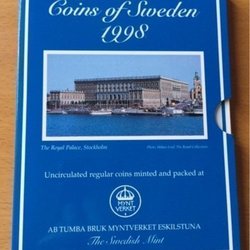 Coins of Sweden
1998
The Royal Palace, Stockholm
Uncirculated regular coins minted and packed at
MYNT
VERKET
AB TUMBA BRUK MYNTVERKET ESKILSTUNA
The Swedish Mint